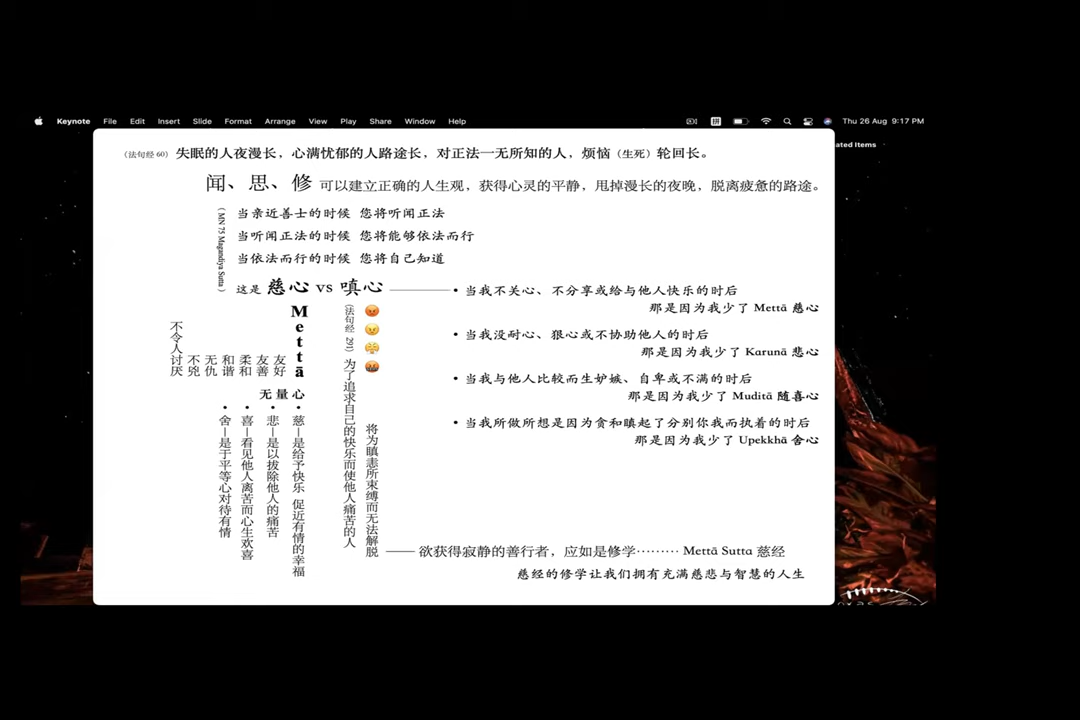 Keynote File Edit Insert Slide Format Arrange View Play Share Window Help
拼
Thu 26 Aug 9:17 PM
ated Items
（法句经 60）失眠的人夜漫长，心满忧郁的人路途长，对正法一无所知的人，烦恼（生死）轮回长。
闻、思、修 可以建立正确的人生观，获得心灵的平静，甩掉漫长的夜晚，脱离疲惫的路途。
（MN 75 Magandiya Sutta）
当亲近善士的时候 您将听闻正法
当听闻正法的时候 您将能够依法而行
当依法而行的时候 您将自己知道
这是 慈心 VS 嗔心
• 当我不关心、不分享或给与他人快乐的时后
那是因为我少了 Mettā 慈心
• 当我没耐心、狠心或不协助他人的时后
那是因为我少了 Karunā 悲心
• 当我与他人比较而生妒嫉、自卑或不满的时后
那是因为我少了 Muditā 随喜心
• 当我所做所想是因为贪和瞋起了分别你我而执着的时后
那是因为我少了 Upekkhā 舍心
Mettā
友好
友善
柔和
和谐
无仇
不兇
不令人讨厌
无量心
• 慈—是给予快乐 促近有情的幸福
• 悲—是以拔除他人的痛苦
• 喜—看见他人离苦而心生欢喜
• 舍—是于平等心对待有情
（法句经 291）为了追求自己的快乐而使他人痛苦的人
将为瞋恚所束缚而无法解脱
—— 欲获得寂静的善行者，应如是修学········· Mettā Sutta 慈经
慈经的修学让我们拥有充满慈悲与智慧的人生